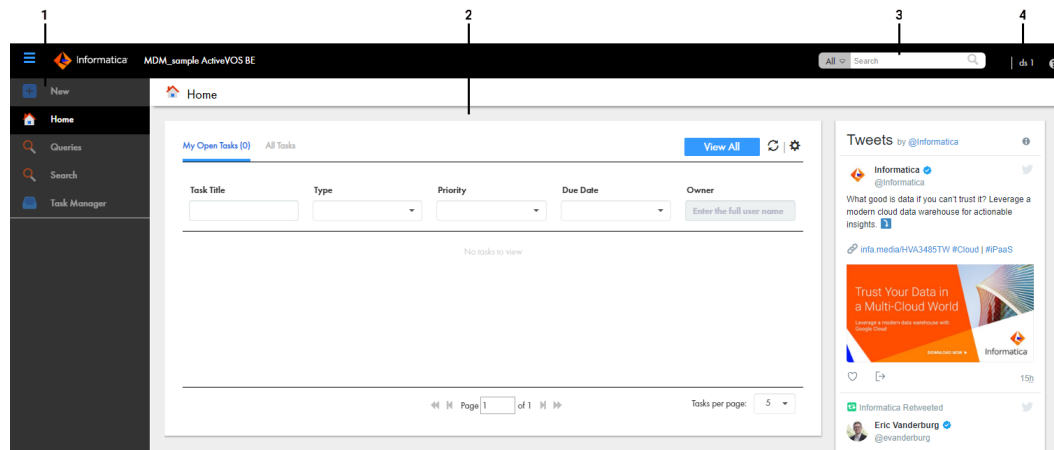 1
2
3
4
Informatica
MDM_sample ActiveVOS BE
All
Search
ds 1
New
Home
Queries
Search
Task Manager
Home
My Open Tasks (0)
All Tasks
View All
Task Title
Type
Priority
Due Date
Owner
Enter the full user name
No tasks to view
Page 1 of 1
Tasks per page: 5
Tweets by @Informatica
Informatica
@Informatica
What good is data if you can't trust it? Leverage a
modern cloud data warehouse for actionable
insights.
infa.media/HVA3485TW #Cloud | #iPaaS
Trust Your Data in
a Multi-Cloud World
Leverage a modern data warehouse with
Google Cloud
DOWNLOAD NOW
Informatica
15h
Informatica Retweeted
Eric Vanderburg
@evanderburg